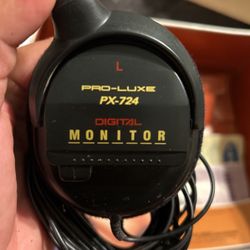 L
PRO-LUXE
PX-724
DIGITAL
MONITOR